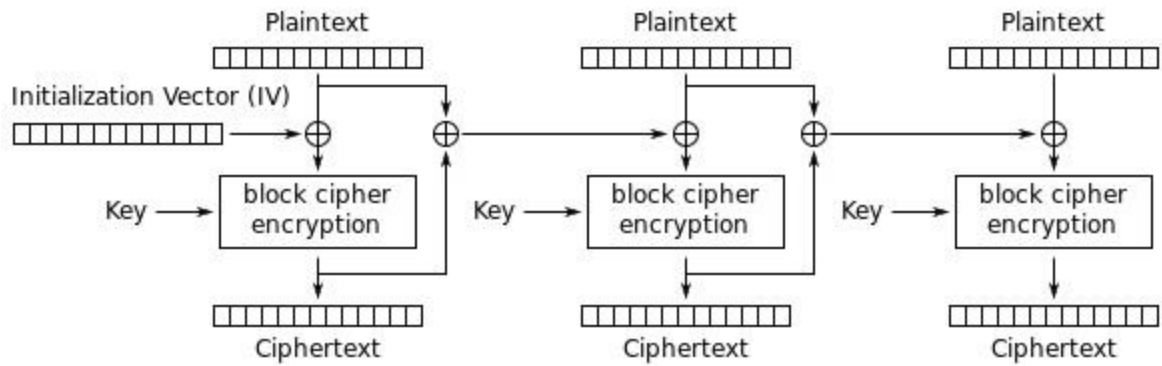 Plaintext
Plaintext
Plaintext
Initialization Vector (IV)
Key
block cipher
encryption
Key
block cipher
encryption
Key
block cipher
encryption
Ciphertext
Ciphertext
Ciphertext